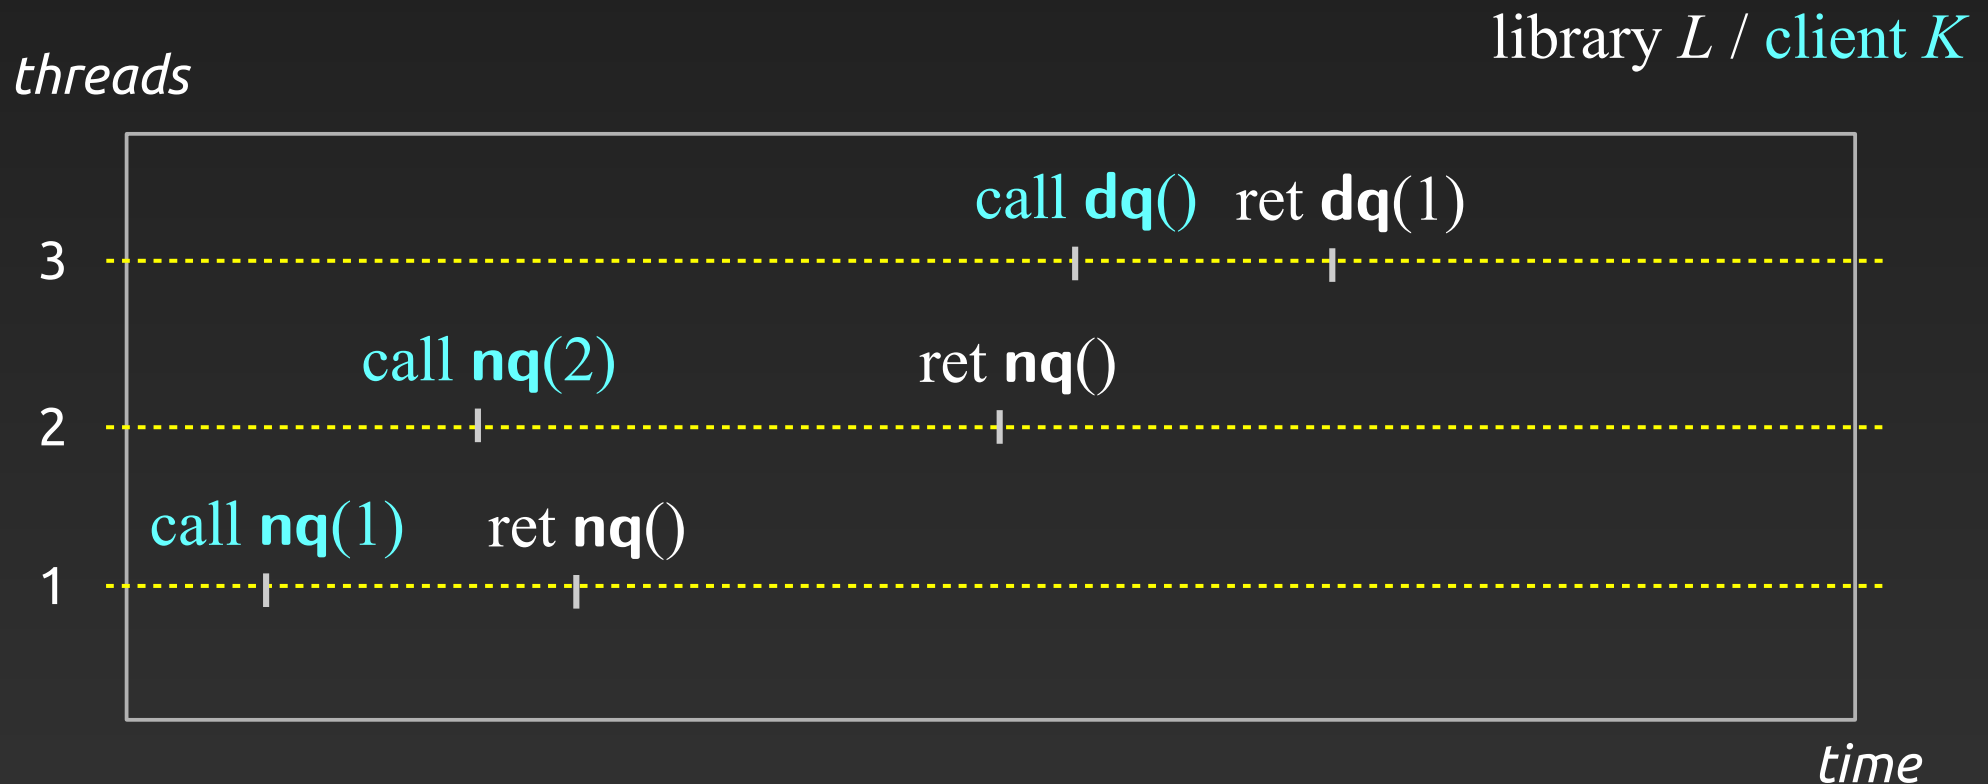 library L / client K
threads
call dq() ret dq(1)
3
call nq(2) ret nq()
2
call nq(1) ret nq()
1
time